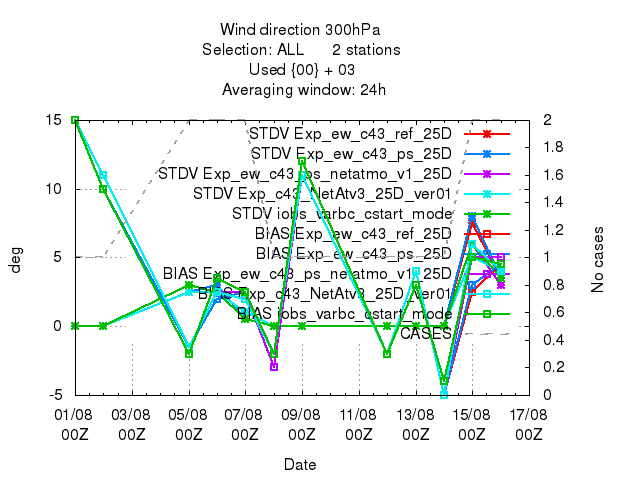 Wind direction 300hPa
Selection: ALL 2 stations
Used {00} + 03
Averaging window: 24h
deg
15
10
5
0
-5
STDV Exp_ew_c43_ref_25D
STDV Exp_ew_c43_ps_25D
STDV Exp_ew_c43_ps_netatmo_v1_25D
STDV Exp_c43_NetAtv3_25D_ver01
STDV iobs_varbc_cstart_mode
BIAS Exp_ew_c43_ref_25D
BIAS Exp_ew_c43_ps_25D
BIAS Exp_ew_c43_ps_netatmo_v1_25D
BIAS Exp_c43_NetAtv3_25D_ver01
BIAS iobs_varbc_cstart_mode
CASES
2
1.8
1.6
1.4
1.2
1
0.8
0.6
0.4
0.2
0
No cases
01/08 03/08 05/08 07/08 09/08 11/08 13/08 15/08 17/08
00Z 00Z 00Z 00Z 00Z 00Z 00Z 00Z 00Z
Date